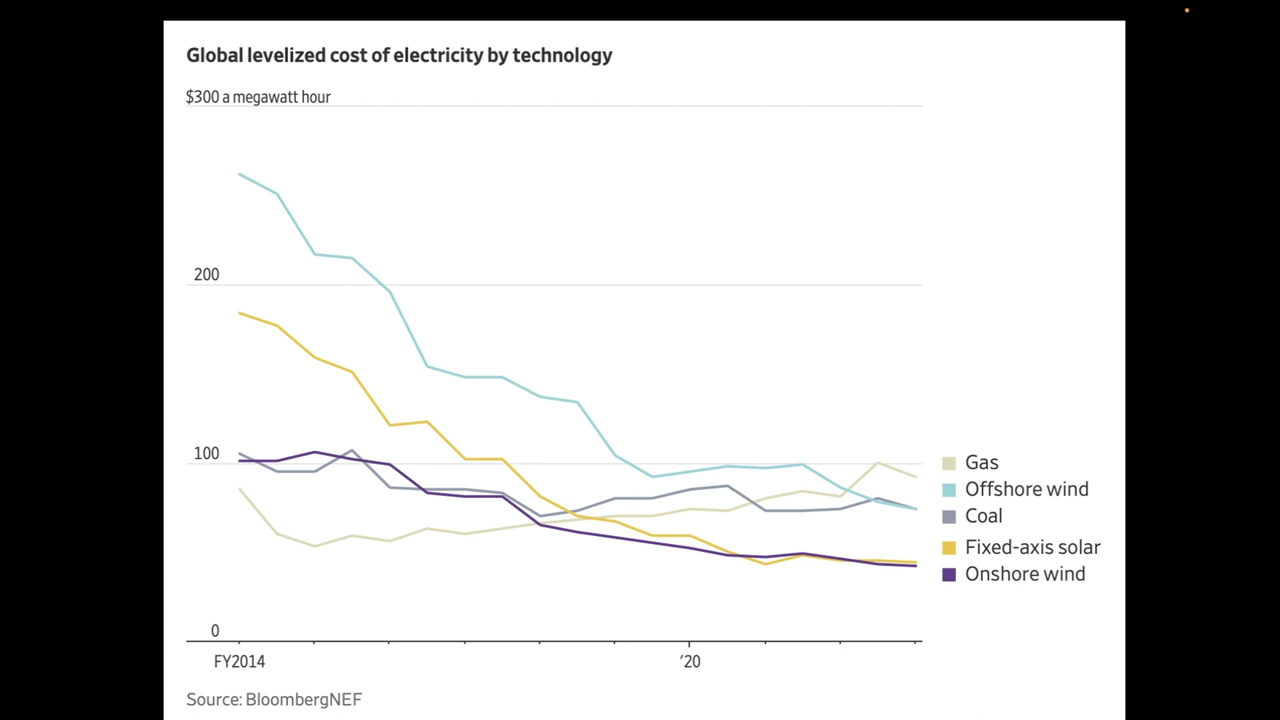 Global levelized cost of electricity by technology
$300 a megawatt hour
200
100
0
FY2014
’20
Gas
Offshore wind
Coal
Fixed-axis solar
Onshore wind
Source: BloombergNEF